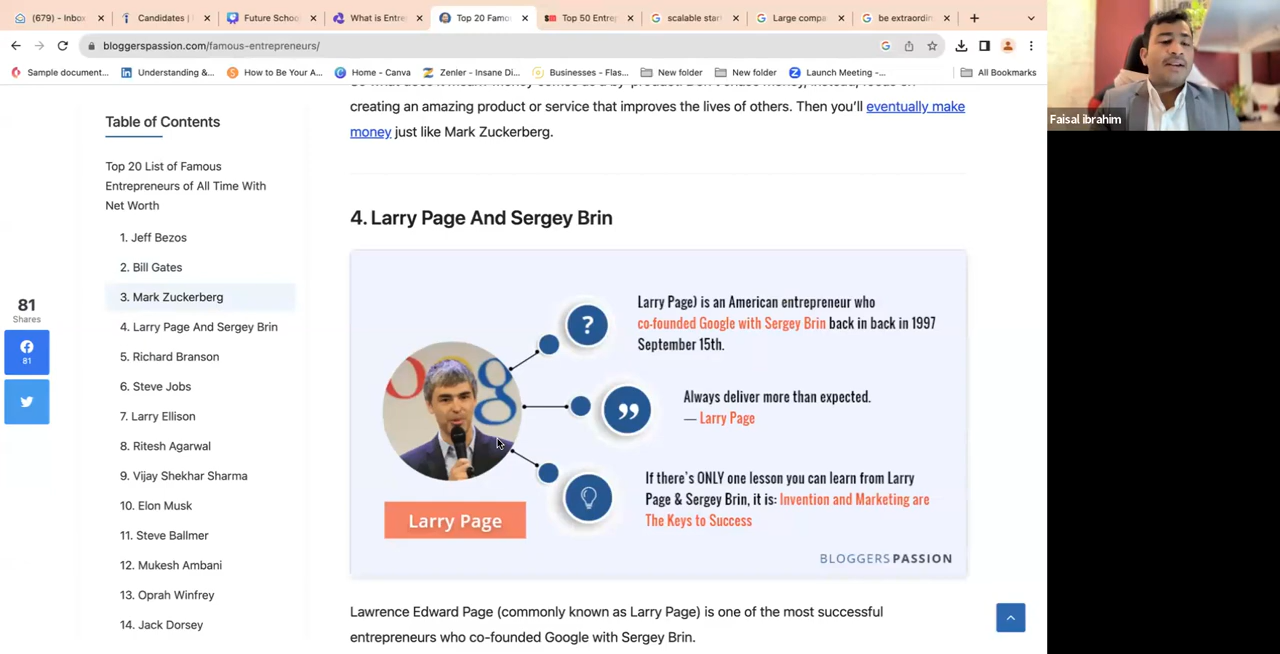 (679) - Inbox
Candidates |
Future Schoo
What is Entre
Top 20 Famo
Top 50 Entrep
scalable star
Large compa
be extraordin
bloggerspassion.com/famous-entrepreneurs/
Sample document...
Understanding &...
How to Be Your A...
Home - Canva
Zenler - Insane Di...
Businesses - Flas...
New folder
New folder
Launch Meeting -...
All Bookmarks
creating an amazing product or service that improves the lives of others. Then you'll eventually make
money just like Mark Zuckerberg.
Table of Contents
Top 20 List of Famous
Entrepreneurs of All Time With
Net Worth
1. Jeff Bezos
2. Bill Gates
3. Mark Zuckerberg
4. Larry Page And Sergey Brin
5. Richard Branson
6. Steve Jobs
7. Larry Ellison
8. Ritesh Agarwal
9. Vijay Shekhar Sharma
10. Elon Musk
11. Steve Ballmer
12. Mukesh Ambani
13. Oprah Winfrey
14. Jack Dorsey
81
Shares
81
4. Larry Page And Sergey Brin
Larry Page) is an American entrepreneur who
co-founded Google with Sergey Brin back in back in 1997
September 15th.
Always deliver more than expected.
— Larry Page
If there's ONLY one lesson you can learn from Larry
Page & Sergey Brin, it is: Invention and Marketing are
The Keys to Success
Larry Page
BLOGGERSPASSION
Lawrence Edward Page (commonly known as Larry Page) is one of the most successful
entrepreneurs who co-founded Google with Sergey Brin.
Faisal ibrahim